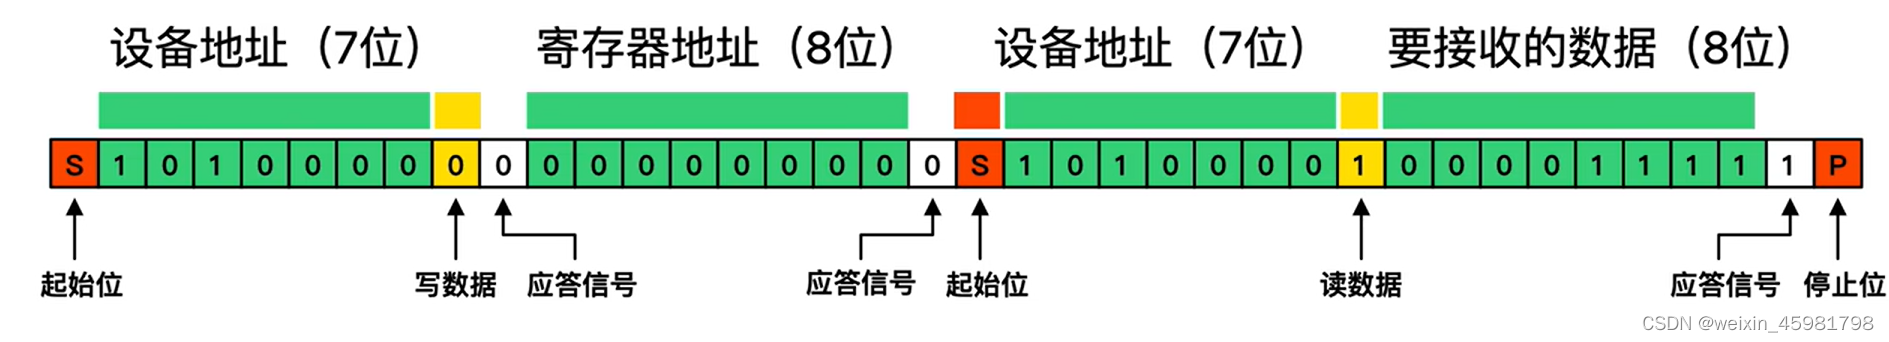 设备地址（7位） 寄存器地址（8位） 设备地址（7位） 要接收的数据（8位）
S 1 0 1 0 0 0 0 0 0 0 0 0 0 0 0 0 0 0 S 1 0 1 0 0 0 0 1 0 0 0 0 1 1 1 1 1 P
起始位 写数据 应答信号 应答信号 起始位 读数据 应答信号 停止位
CSDN @weixin_45981798